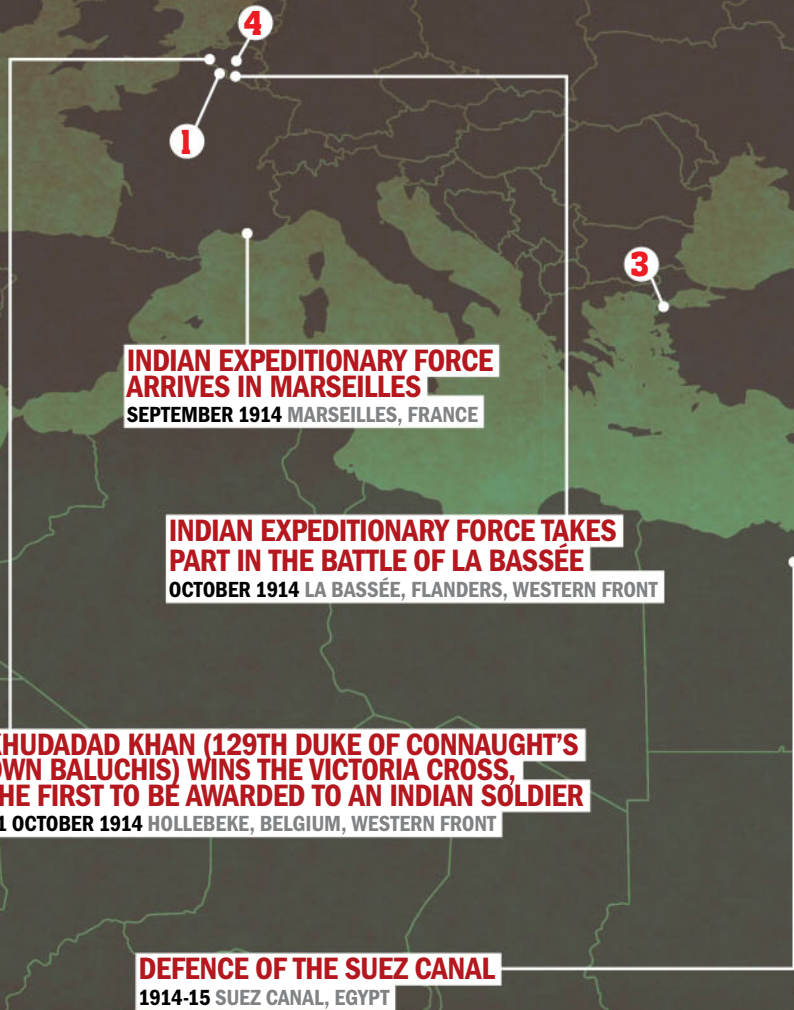 4
1
3
INDIAN EXPEDITIONARY FORCE
ARRIVES IN MARSEILLES
SEPTEMBER 1914 MARSEILLES, FRANCE
INDIAN EXPEDITIONARY FORCE TAKES
PART IN THE BATTLE OF LA BASSÉE
OCTOBER 1914 LA BASSÉE, FLANDERS, WESTERN FRONT
KHUDADAD KHAN (129TH DUKE OF CONNAUGHT'S
OWN BALUCHIS) WINS THE VICTORIA CROSS,
THE FIRST TO BE AWARDED TO AN INDIAN SOLDIER
1 OCTOBER 1914 HOLLEBEKE, BELGIUM, WESTERN FRONT
DEFENCE OF THE SUEZ CANAL
1914-15 SUEZ CANAL, EGYPT